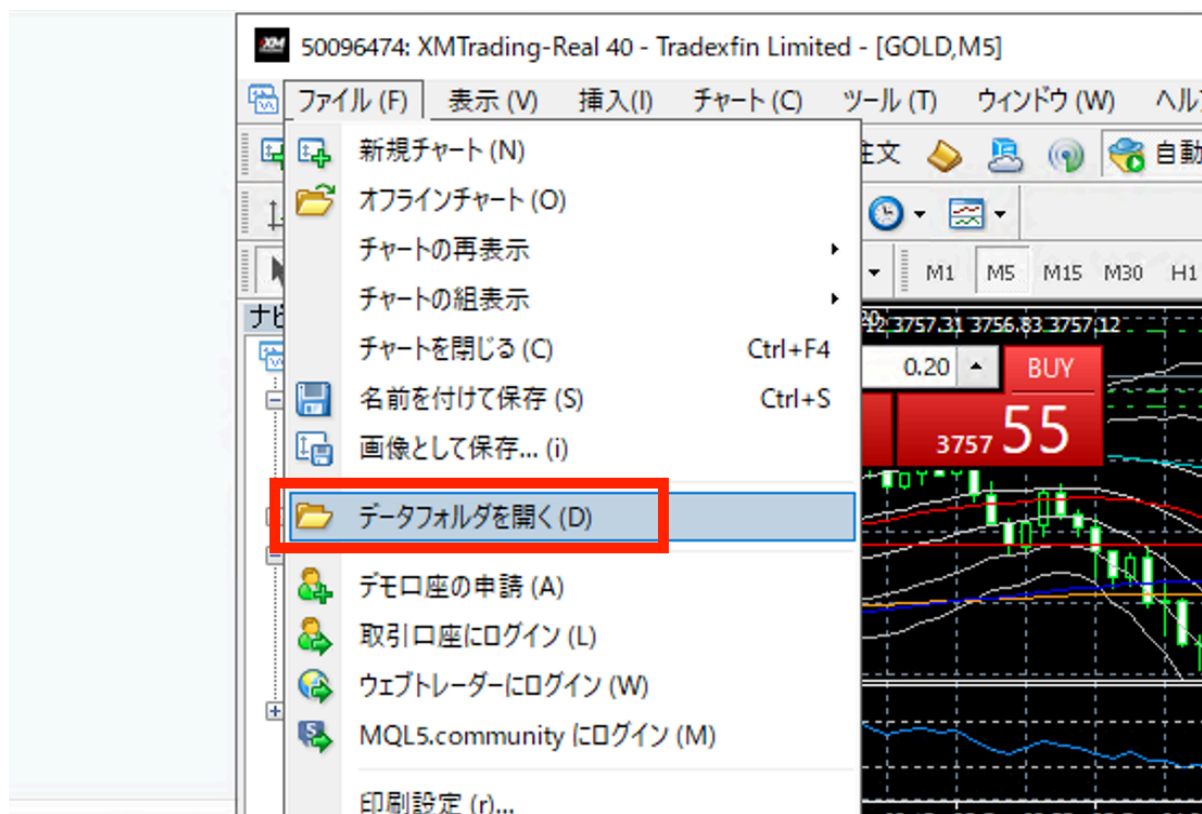 XM 50096474: XMTrading-Real 40 - Tradexfin Limited - [GOLD,M5]
ファイル (F) 表示 (V) 挿入(I) チャート (C) ツール (T) ウィンドウ (W) ヘル
新規チャート (N)
注文 自動
オフラインチャート (O)
チャートの再表示
M1 M5 M15 M30 H1
チャートの組表示
ナビ
3757.31 3756.83 3757.12
チャートを閉じる (C) Ctrl+F4
0.20 BUY
名前を付けて保存 (S) Ctrl+S
3757 55
画像として保存... (i)
データフォルダを開く (D)
デモ口座の申請 (A)
取引口座にログイン (L)
ウェブトレーダーにログイン (W)
MQL5.community にログイン (M)
印刷設定 (r)...